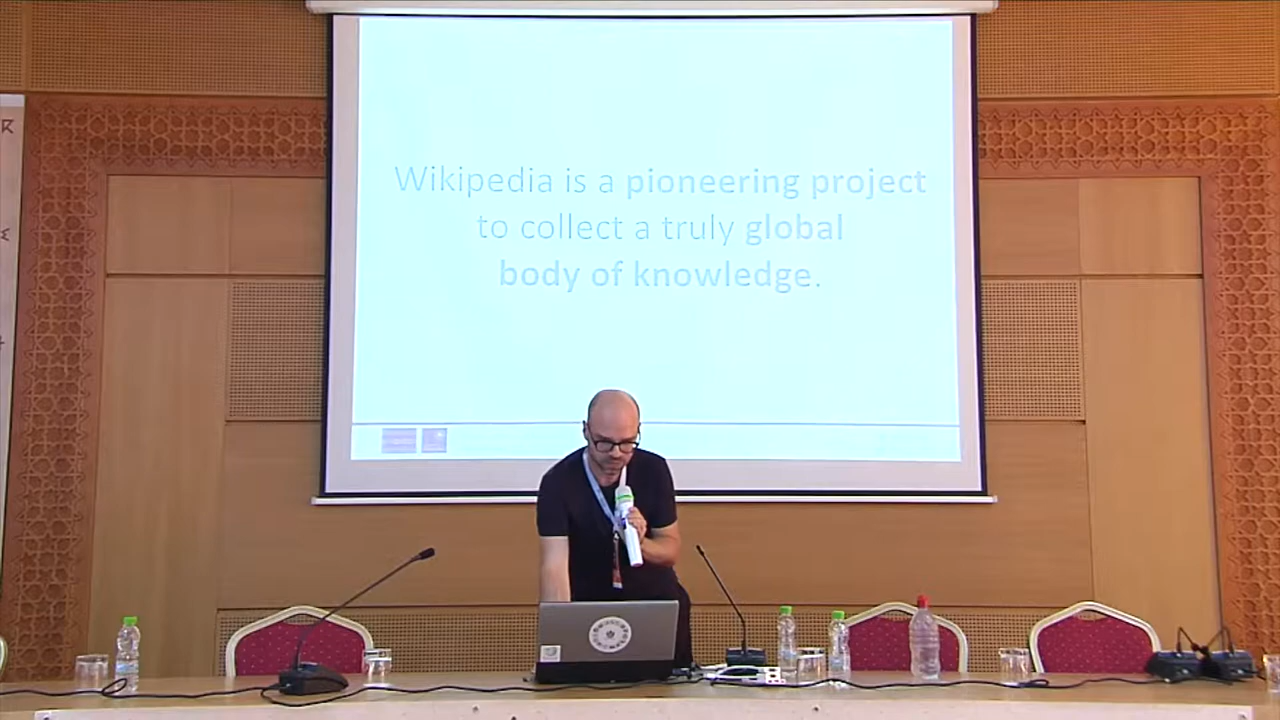 Wikipedia is a pioneering project
to collect a truly global
body of knowledge.